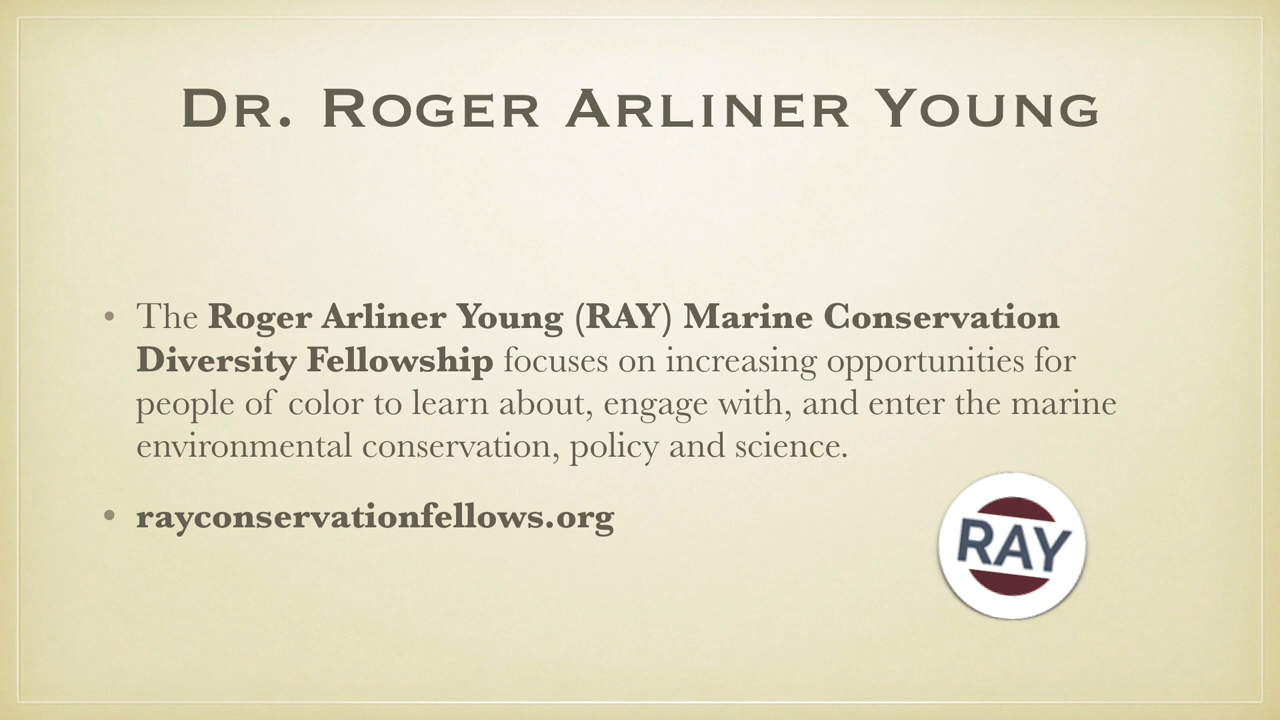 Dr. Roger Arliner Young
• The Roger Arliner Young (RAY) Marine Conservation
Diversity Fellowship focuses on increasing opportunities for
people of color to learn about, engage with, and enter the marine
environmental conservation, policy and science.
• rayconservationfellows.org
RAY